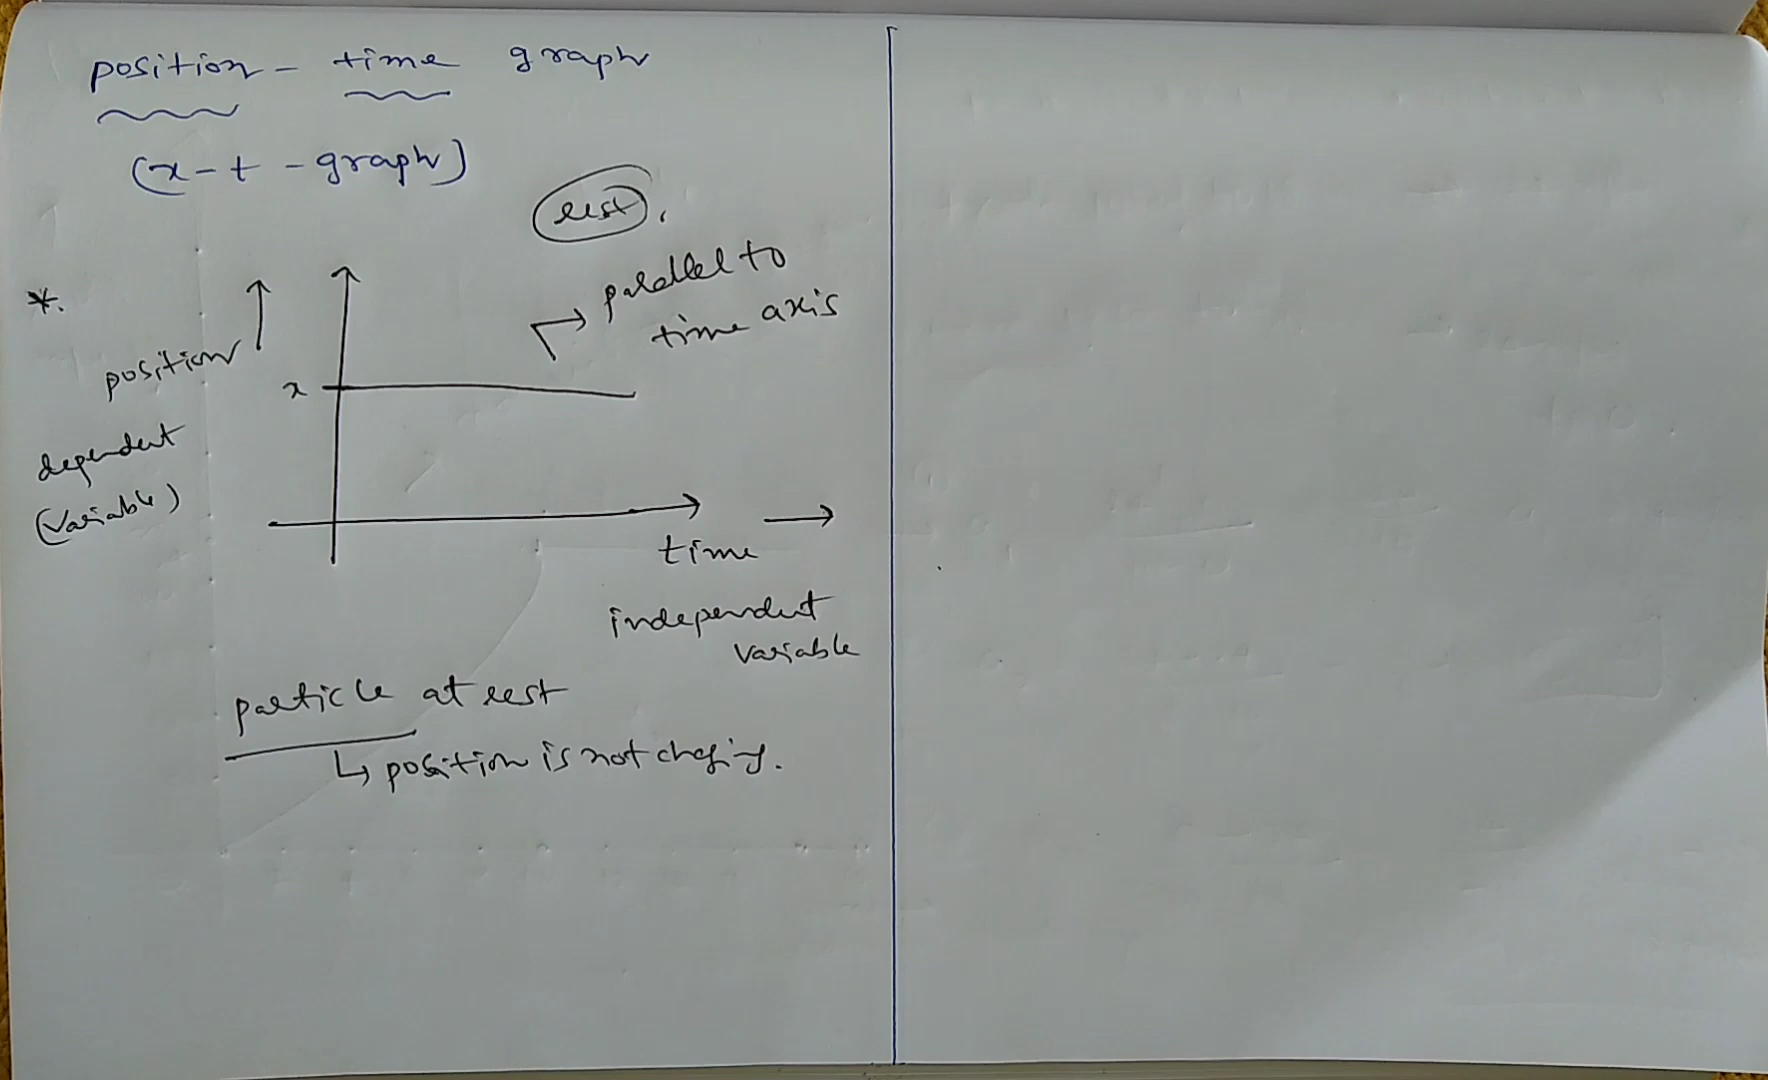 position - time graph
(x-t-graph)
rest.
parallel to
time axis
*.
position
x
dependent
(variable)
time
independent
variable
particle at rest
↳ position is not chaging.